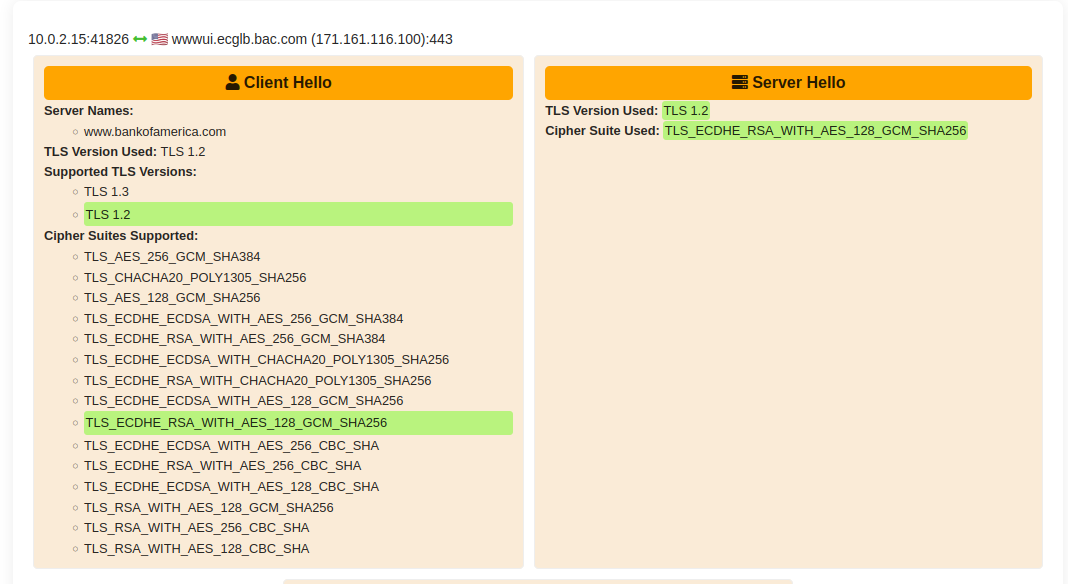 10.0.2.15:41826 ↔ 🇺🇸 wwwui.ecglb.bac.com (171.161.116.100):443
Client Hello
Server Names:
www.bankofamerica.com
TLS Version Used: TLS 1.2
Supported TLS Versions:
TLS 1.3
TLS 1.2
Cipher Suites Supported:
TLS_AES_256_GCM_SHA384
TLS_CHACHA20_POLY1305_SHA256
TLS_AES_128_GCM_SHA256
TLS_ECDHE_ECDSA_WITH_AES_256_GCM_SHA384
TLS_ECDHE_RSA_WITH_AES_256_GCM_SHA384
TLS_ECDHE_ECDSA_WITH_CHACHA20_POLY1305_SHA256
TLS_ECDHE_RSA_WITH_CHACHA20_POLY1305_SHA256
TLS_ECDHE_ECDSA_WITH_AES_128_GCM_SHA256
TLS_ECDHE_RSA_WITH_AES_128_GCM_SHA256
TLS_ECDHE_ECDSA_WITH_AES_256_CBC_SHA
TLS_ECDHE_RSA_WITH_AES_256_CBC_SHA
TLS_ECDHE_ECDSA_WITH_AES_128_CBC_SHA
TLS_RSA_WITH_AES_128_GCM_SHA256
TLS_RSA_WITH_AES_256_CBC_SHA
TLS_RSA_WITH_AES_128_CBC_SHA
Server Hello
TLS Version Used: TLS 1.2
Cipher Suite Used: TLS_ECDHE_RSA_WITH_AES_128_GCM_SHA256